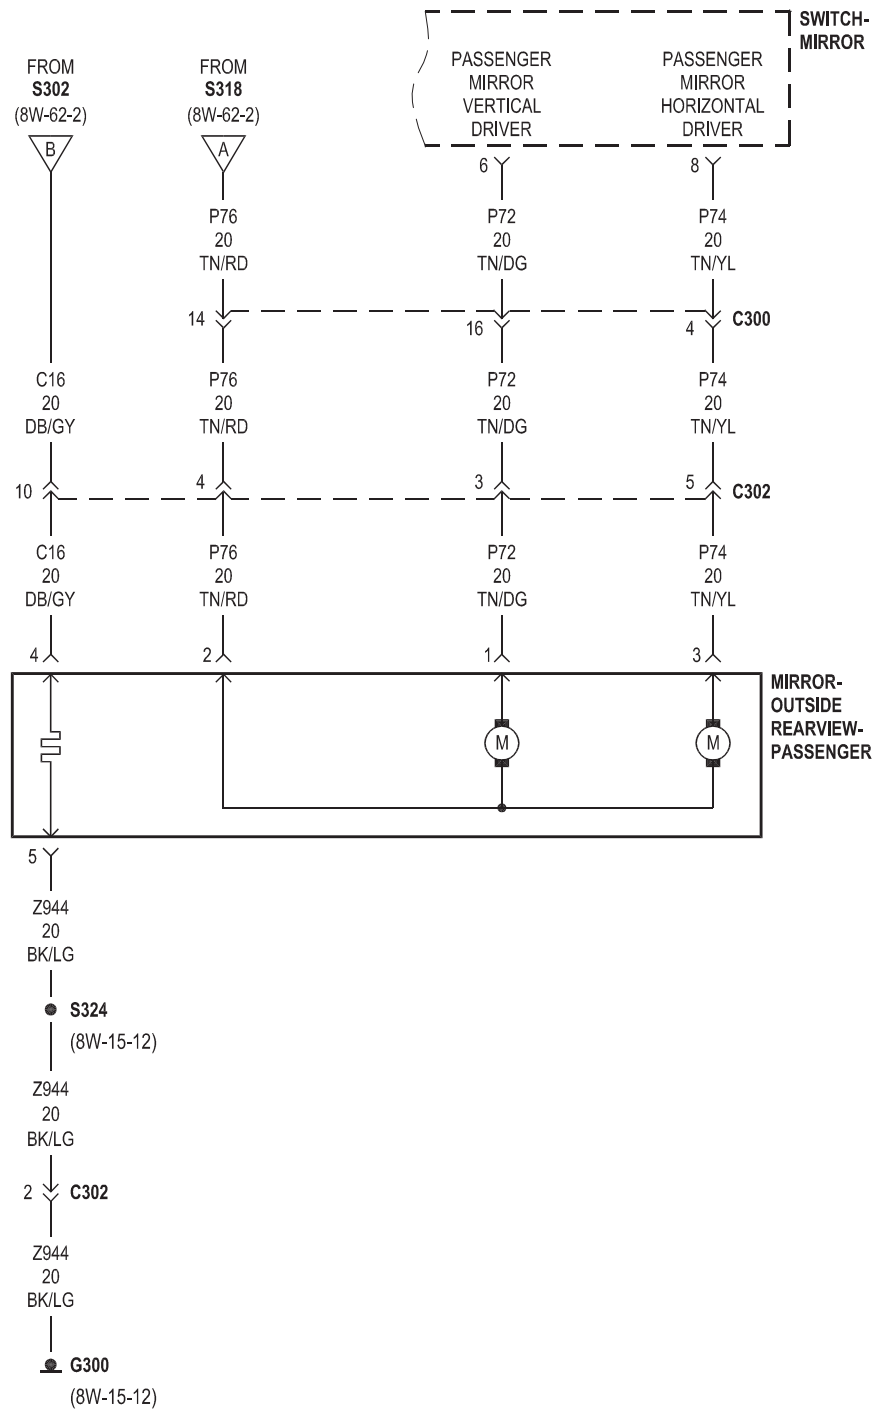 SWITCH-
MIRROR
FROM
S302
(8W-62-2)
B
FROM
S318
(8W-62-2)
A
PASSENGER
MIRROR
VERTICAL
DRIVER
PASSENGER
MIRROR
HORIZONTAL
DRIVER
6
8
P76
20
TN/RD
P72
20
TN/DG
P74
20
TN/YL
14
16
4
C300
C16
20
DB/GY
P76
20
TN/RD
P72
20
TN/DG
P74
20
TN/YL
10
4
3
5
C302
C16
20
DB/GY
P76
20
TN/RD
P72
20
TN/DG
P74
20
TN/YL
4
2
1
3
MIRROR-
OUTSIDE
REARVIEW-
PASSENGER
M
M
5
Z944
20
BK/LG
S324
(8W-15-12)
Z944
20
BK/LG
2
C302
Z944
20
BK/LG
G300
(8W-15-12)